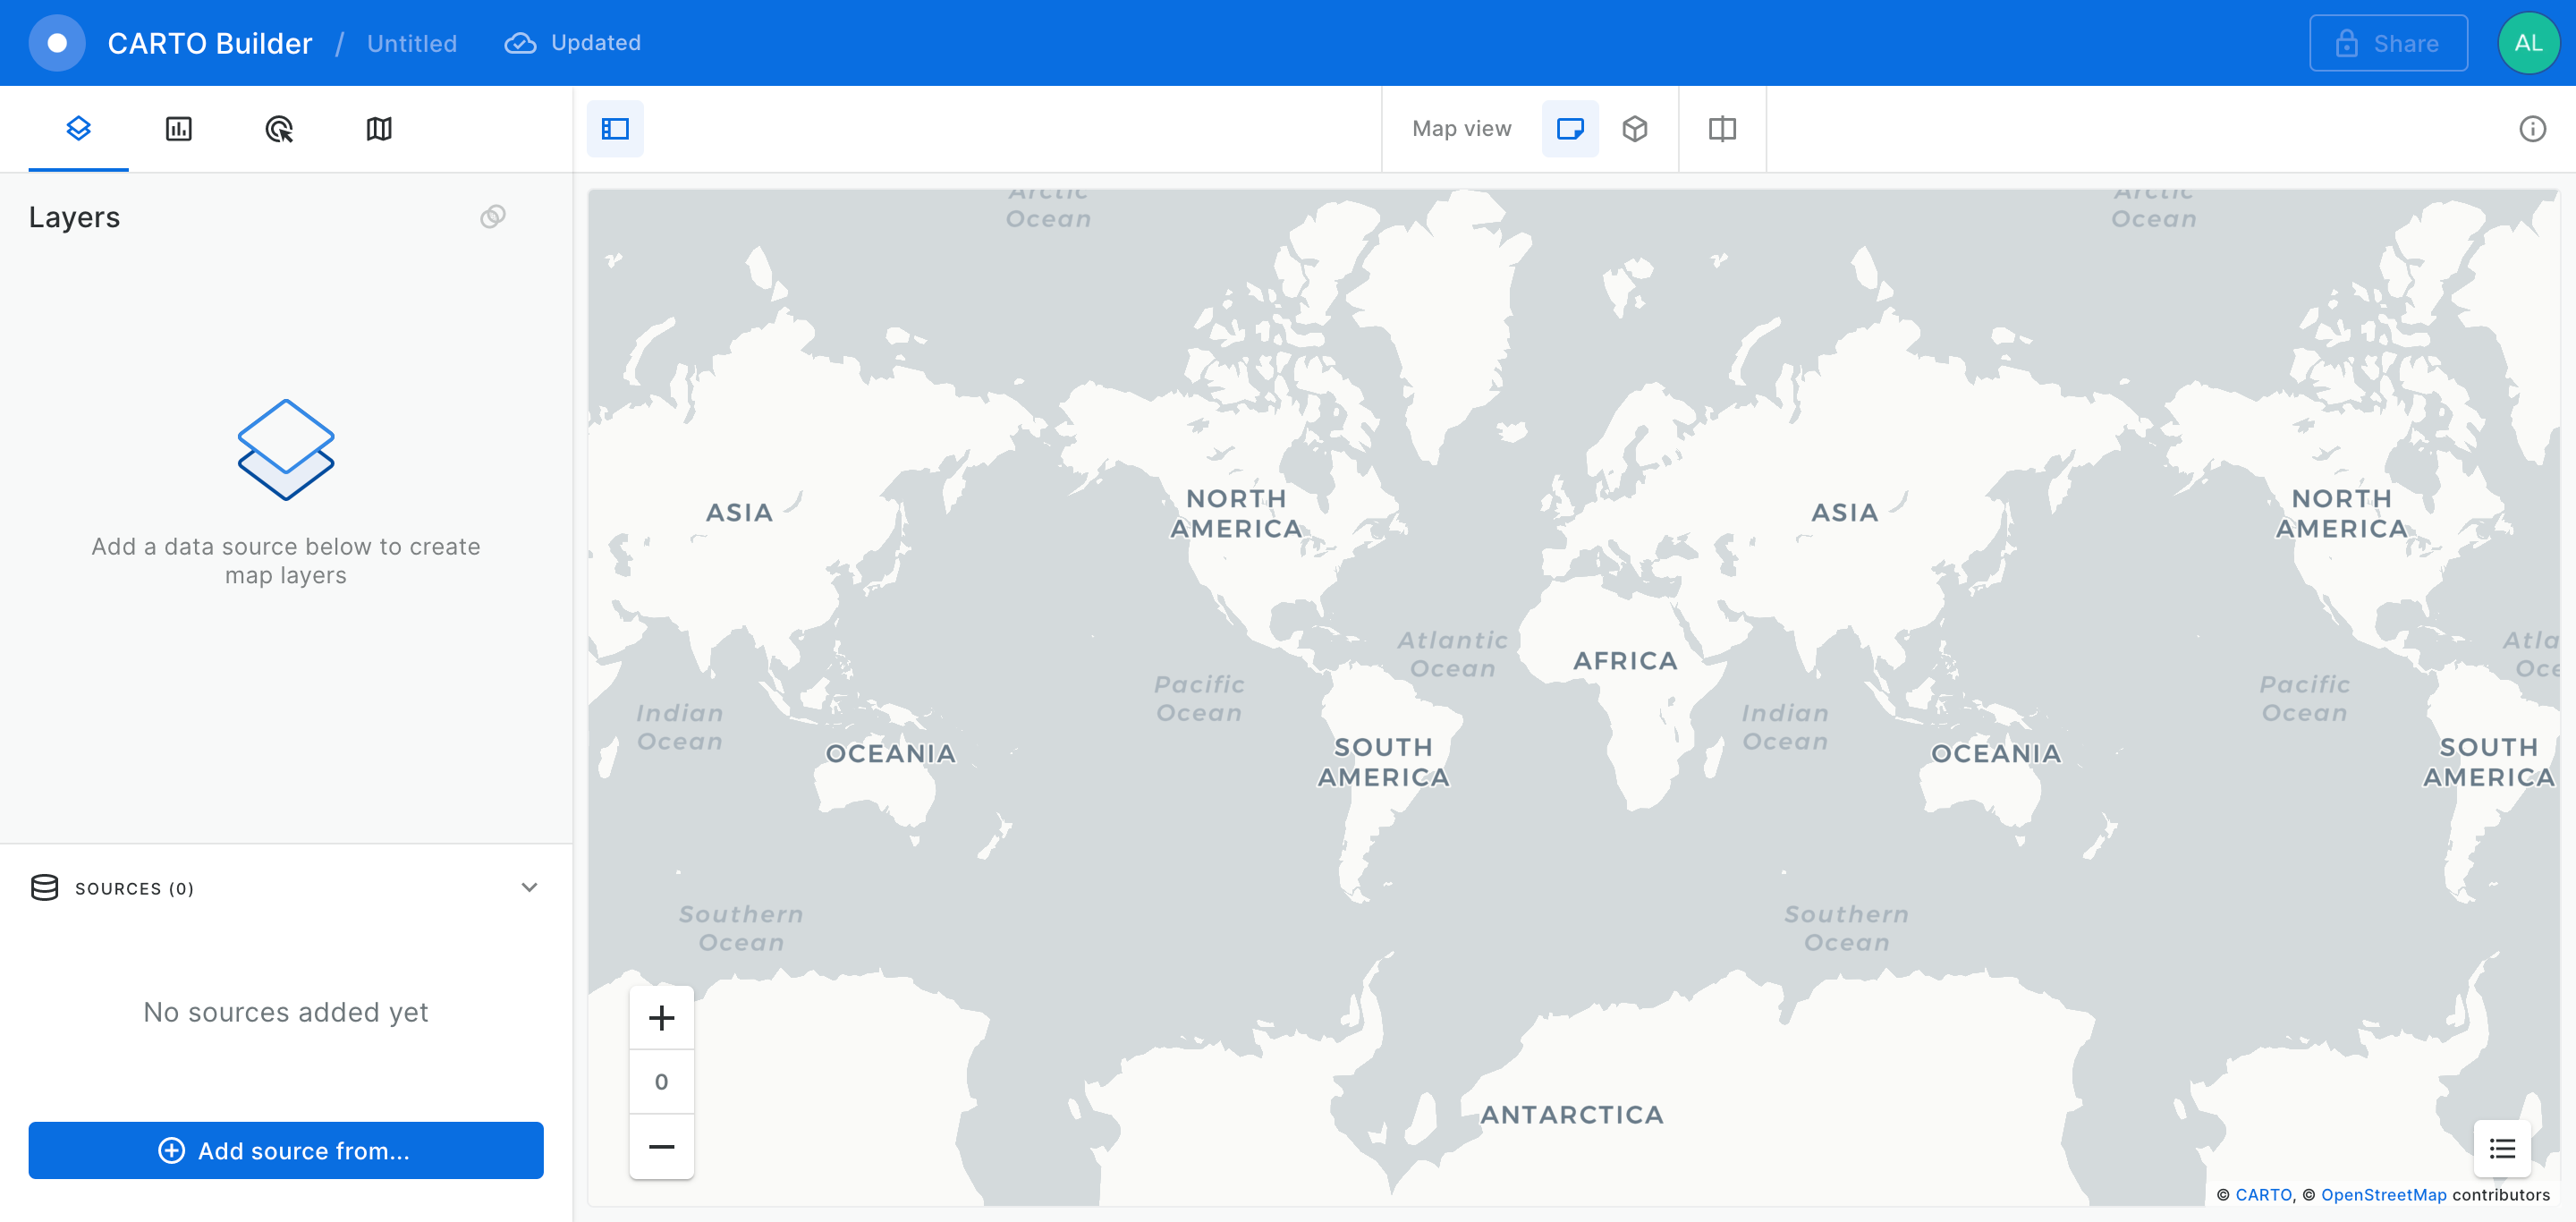 CARTO Builder / Untitled Updated
Share
AL
Map view
Layers
Add a data source below to create
map layers
SOURCES (0)
No sources added yet
Add source from...
Arctic
Ocean
Arctic
Ocean
ASIA
NORTH
AMERICA
ASIA
NORTH
AMERICA
Atlantic
Ocean
AFRICA
Pacific
Ocean
Indian
Ocean
OCEANIA
SOUTH
AMERICA
Indian
Ocean
OCEANIA
Pacific
Ocean
Atla
Oce
SOUTH
AMERICA
Southern
Ocean
Southern
Ocean
ANTARCTICA
+
0
−
© CARTO, © OpenStreetMap contributors